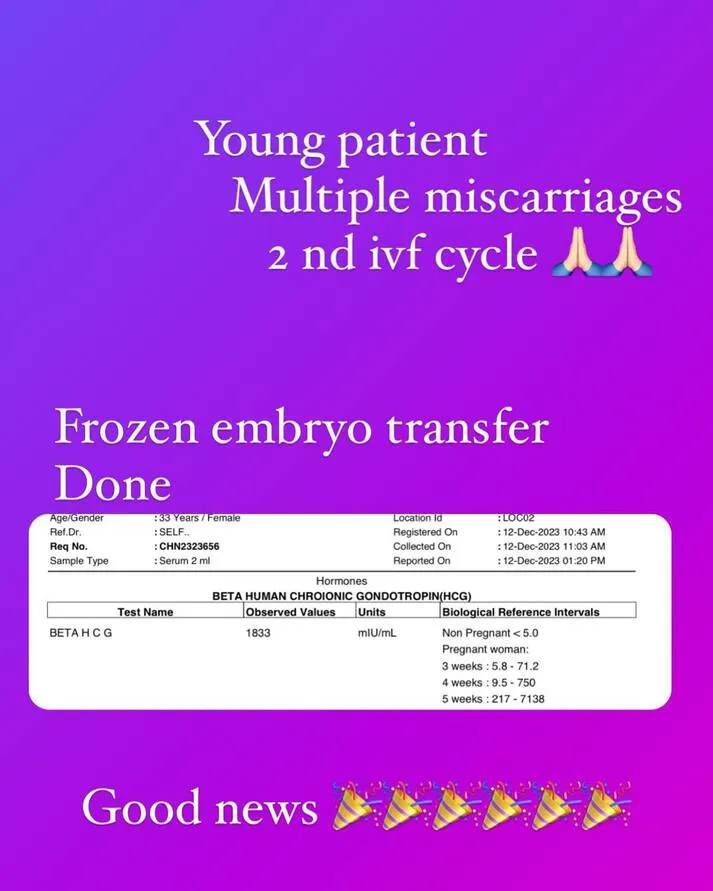 Young patient
Multiple miscarriages
2 nd ivf cycle 🙏🏻🙏🏻
Frozen embryo transfer
Done
Age/Gender : 33 Years / Female Location Id : LOC02
Ref.Dr. : SELF.. Registered On : 12-Dec-2023 10:43 AM
Req No. : CHN2323656 Collected On : 12-Dec-2023 11:03 AM
Sample Type : Serum 2 ml Reported On : 12-Dec-2023 01:20 PM
Hormones
BETA HUMAN CHROIONIC GONDOTROPIN(HCG)
Test Name Observed Values Units Biological Reference Intervals
BETA H C G 1833 mIU/mL Non Pregnant < 5.0
Pregnant woman:
3 weeks : 5.8 - 71.2
4 weeks : 9.5 - 750
5 weeks : 217 - 7138
Good news 🎉🎉🎉🎉🎉🎉